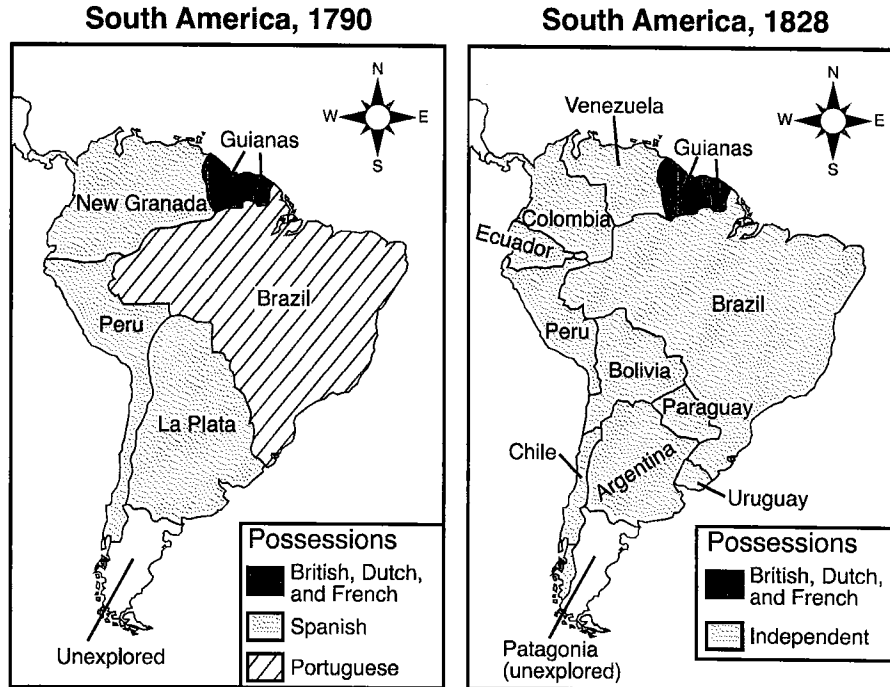 South America, 1790
N
W
E
S
Guianas
New Granada
Brazil
Peru
La Plata
Unexplored
Possessions
British, Dutch,
and French
Spanish
Portuguese
South America, 1828
N
W
E
S
Venezuela
Guianas
Colombia
Ecuador
Brazil
Peru
Bolivia
Paraguay
Chile
Argentina
Uruguay
Patagonia
(unexplored)
Possessions
British, Dutch,
and French
Independent